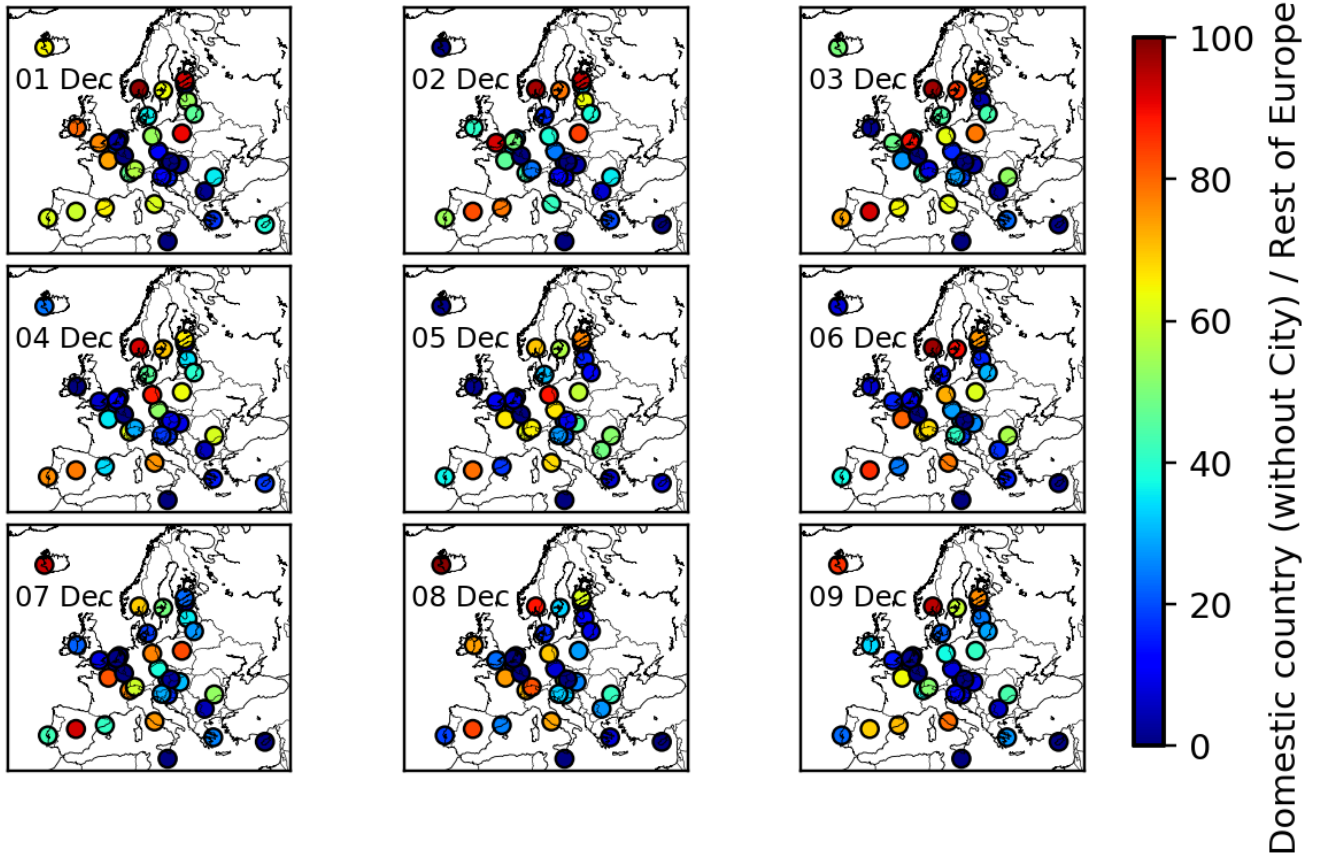 01 Dec
02 Dec
03 Dec
04 Dec
05 Dec
06 Dec
07 Dec
08 Dec
09 Dec
100
80
60
40
20
0
Domestic country (without City) / Rest of Europe